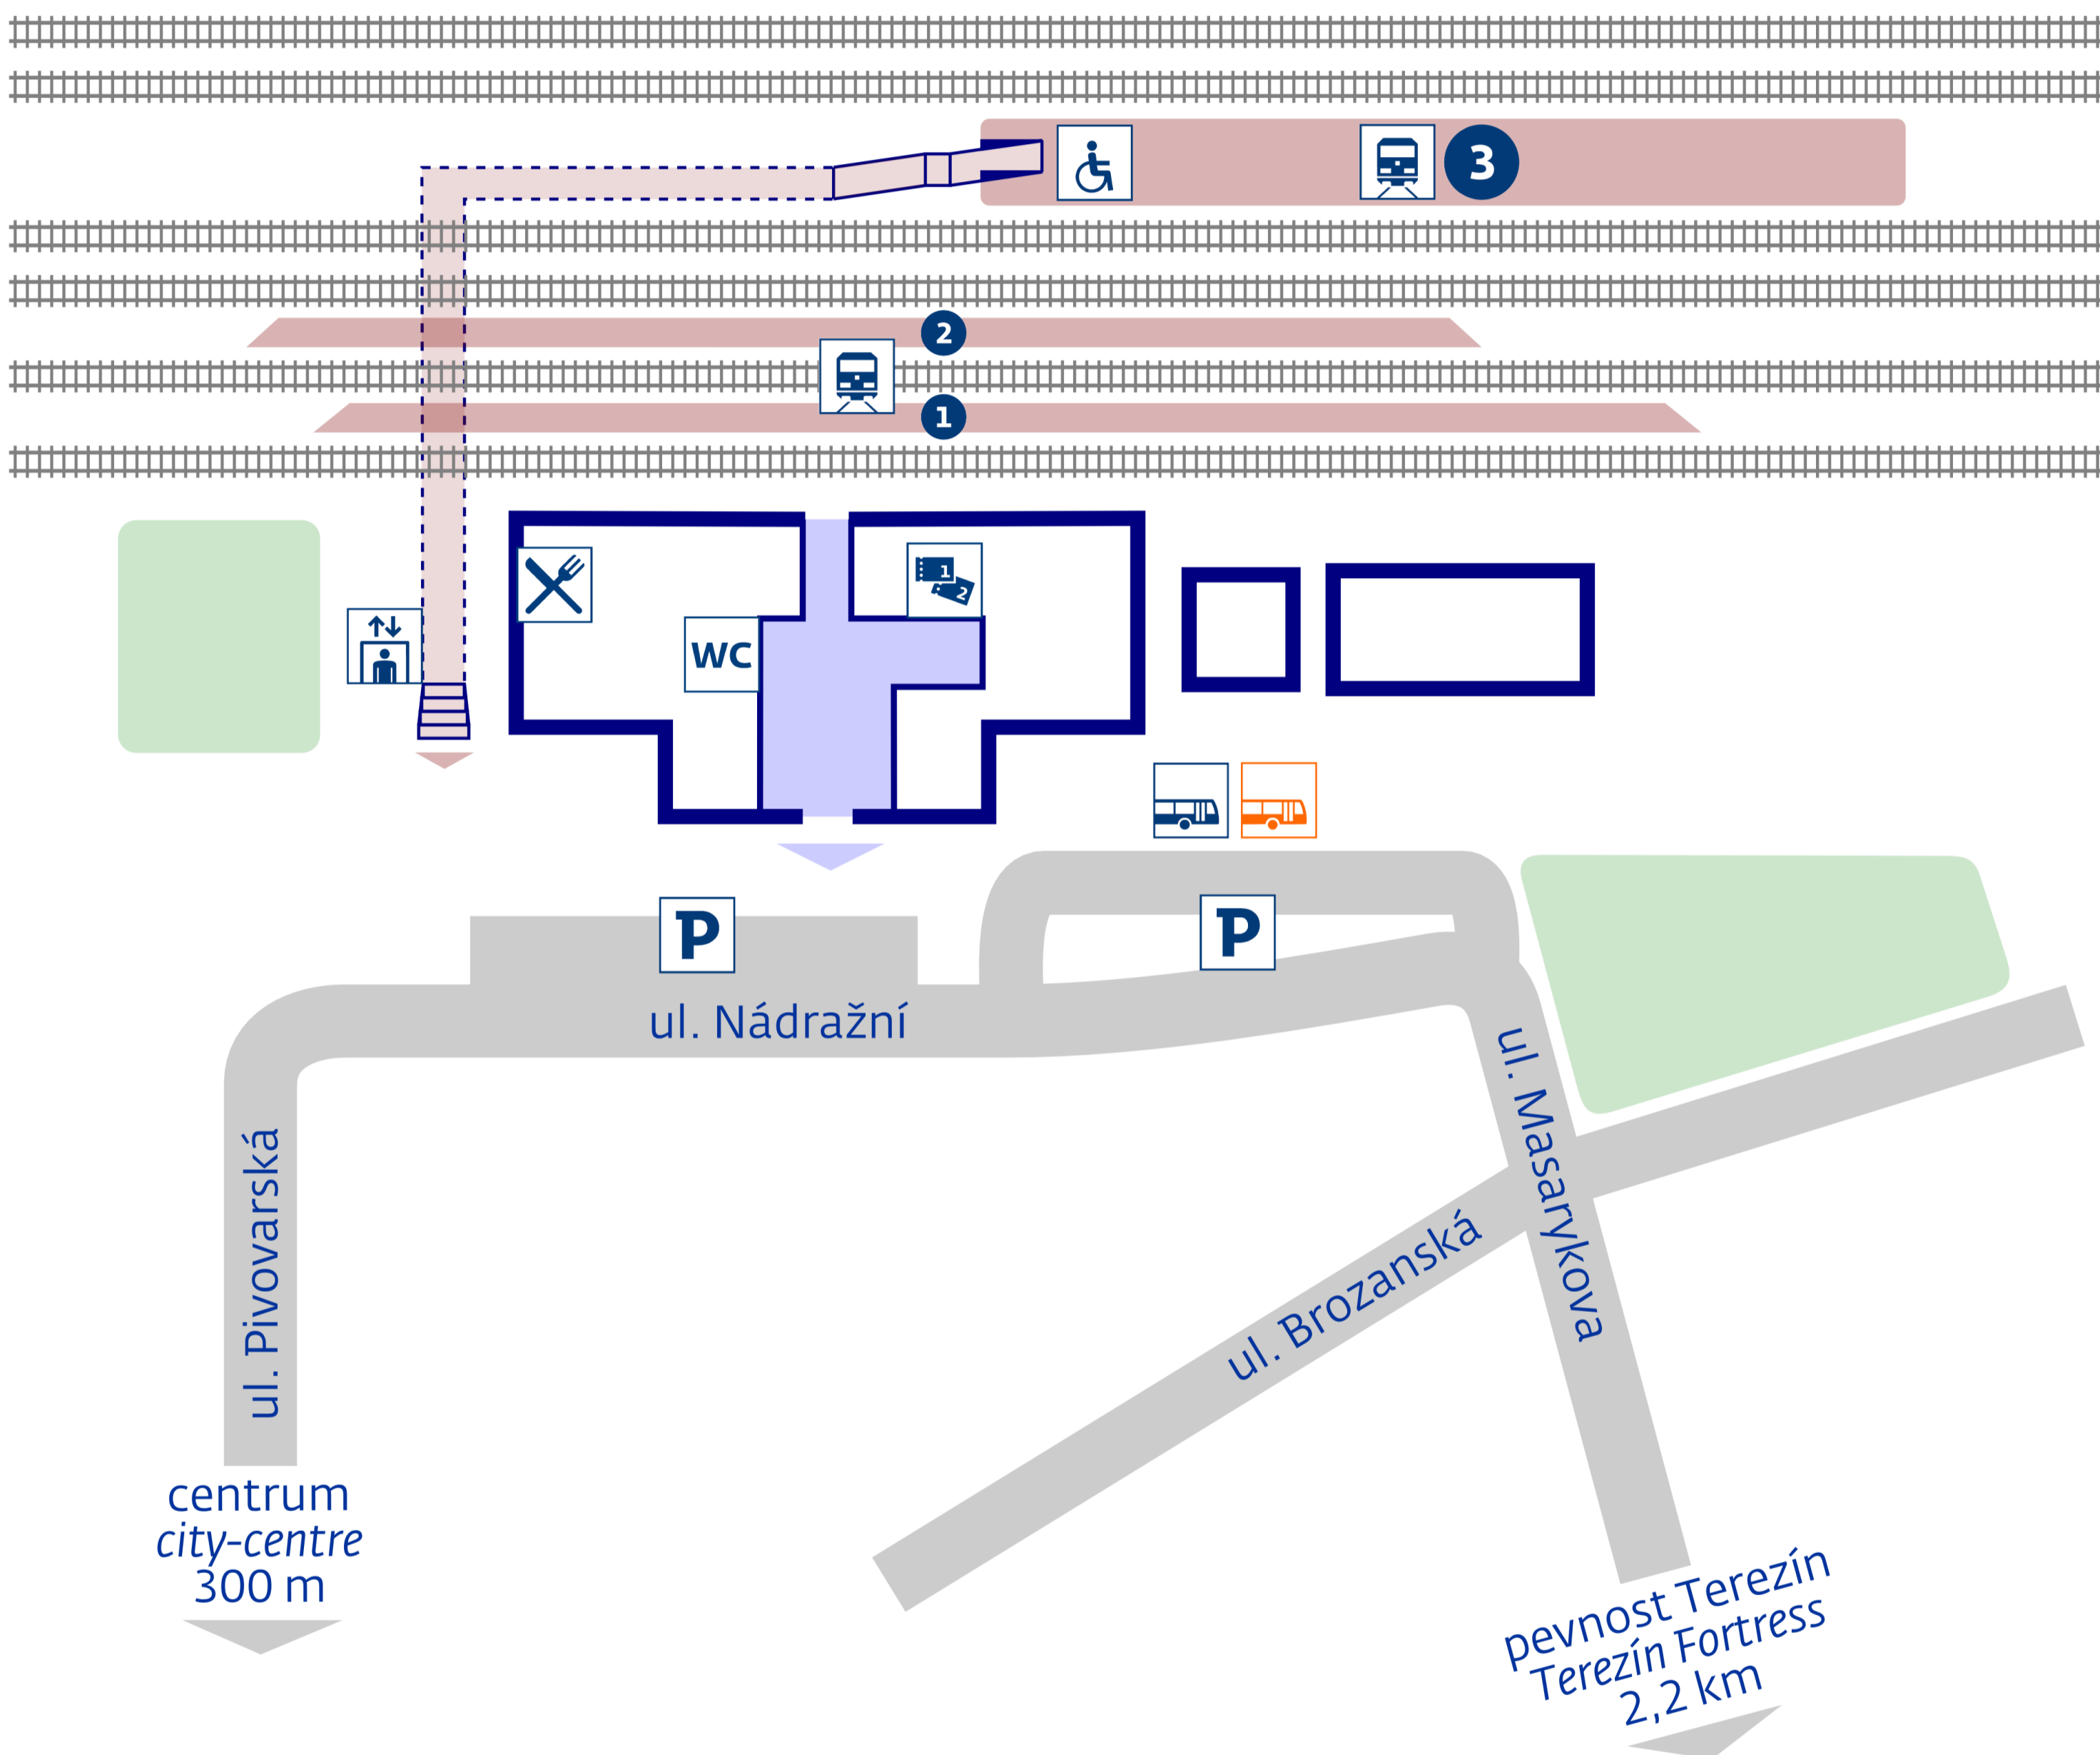 3
2
1
1
2
WC
P
P
ul. Nádražní
ul. Masarykova
ul. Pivovarská
ul. Brozanská
centrum
city-centre
300 m
pevnost Terezín
Terezín Fortress
2,2 km